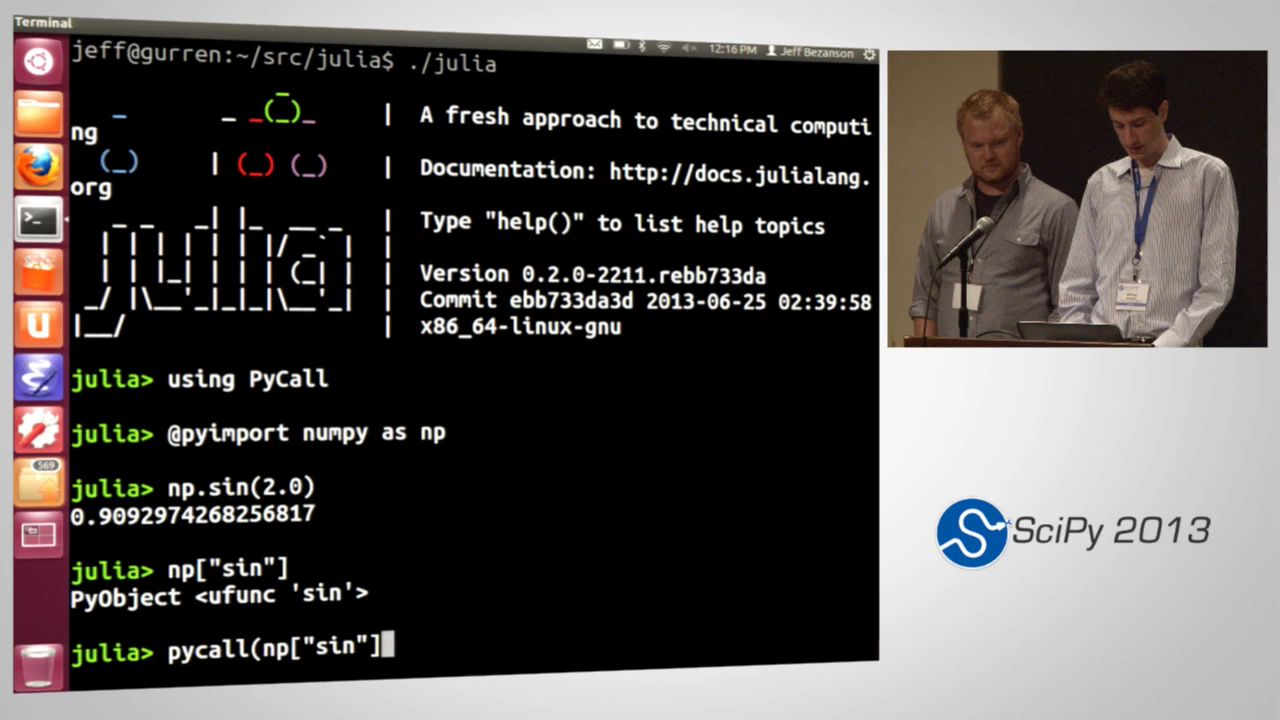 Terminal
12:16 PM Jeff Bezanson
jeff@gurren:~/src/julia$ ./julia
| A fresh approach to technical computi
ng
| Documentation: http://docs.julialang.
org
| Type "help()" to list help topics
|
| Version 0.2.0-2211.rebb733da
| Commit ebb733da3d 2013-06-25 02:39:58
| x86_64-linux-gnu
julia> using PyCall
julia> @pyimport numpy as np
julia> np.sin(2.0)
0.9092974268256817
julia> np["sin"]
PyObject <ufunc 'sin'>
julia> pycall(np["sin"]
569
SciPy 2013